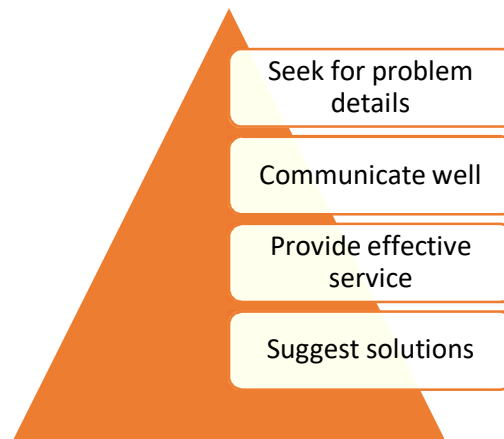 Seek for problem
details
Communicate well
Provide effective
service
Suggest solutions